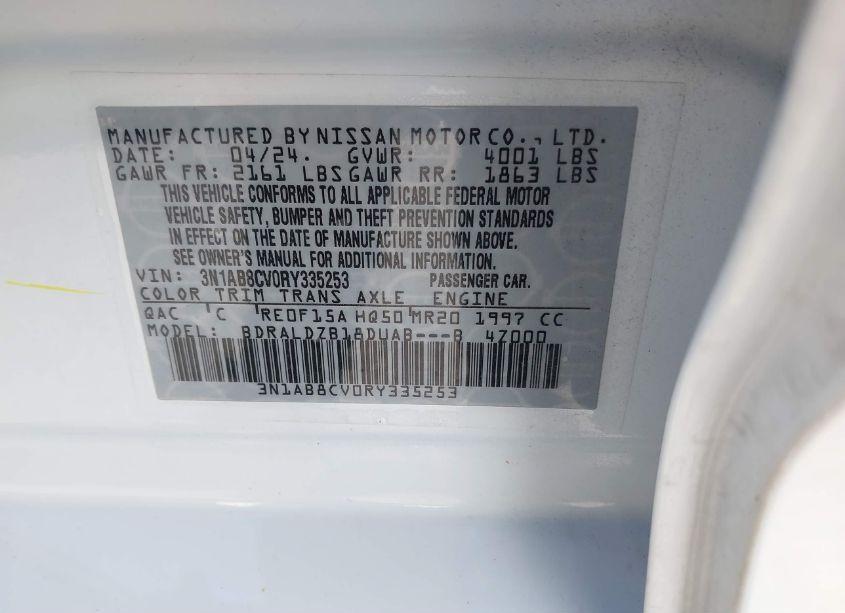 MANUFACTURED BY NISSAN MOTOR CO., LTD.
DATE: 04/24. GVWR: 4001 LBS
GAWR FR: 2161 LBS GAWR RR: 1863 LBS
THIS VEHICLE CONFORMS TO ALL APPLICABLE FEDERAL MOTOR
VEHICLE SAFETY, BUMPER AND THEFT PREVENTION STANDARDS
IN EFFECT ON THE DATE OF MANUFACTURE SHOWN ABOVE.
SEE OWNER'S MANUAL FOR ADDITIONAL INFORMATION.
VIN: 3N1AB8CV0RY335253 PASSENGER CAR.
COLOR TRIM TRANS AXLE ENGINE
QAC C RE0F15A HQ50 MR20 1997 CC
MODEL: BDRALDZB18DUAB---B 4Z000
3N1AB8CV0RY335253